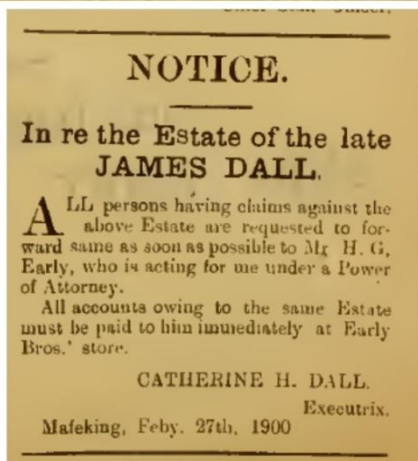 NOTICE.
In re the Estate of the late
JAMES DALL.
ALL persons having claims against the
above Estate are requested to for-
ward same as soon as possible to Mr H. G,
Early, who is acting for me under a Power
of Attorney.
All accounts owing to the same Estate
must be paid to him immediately at Early
Bros.' store.
CATHERINE H. DALL.
Executrix.
Mafeking, Feby. 27th, 1900